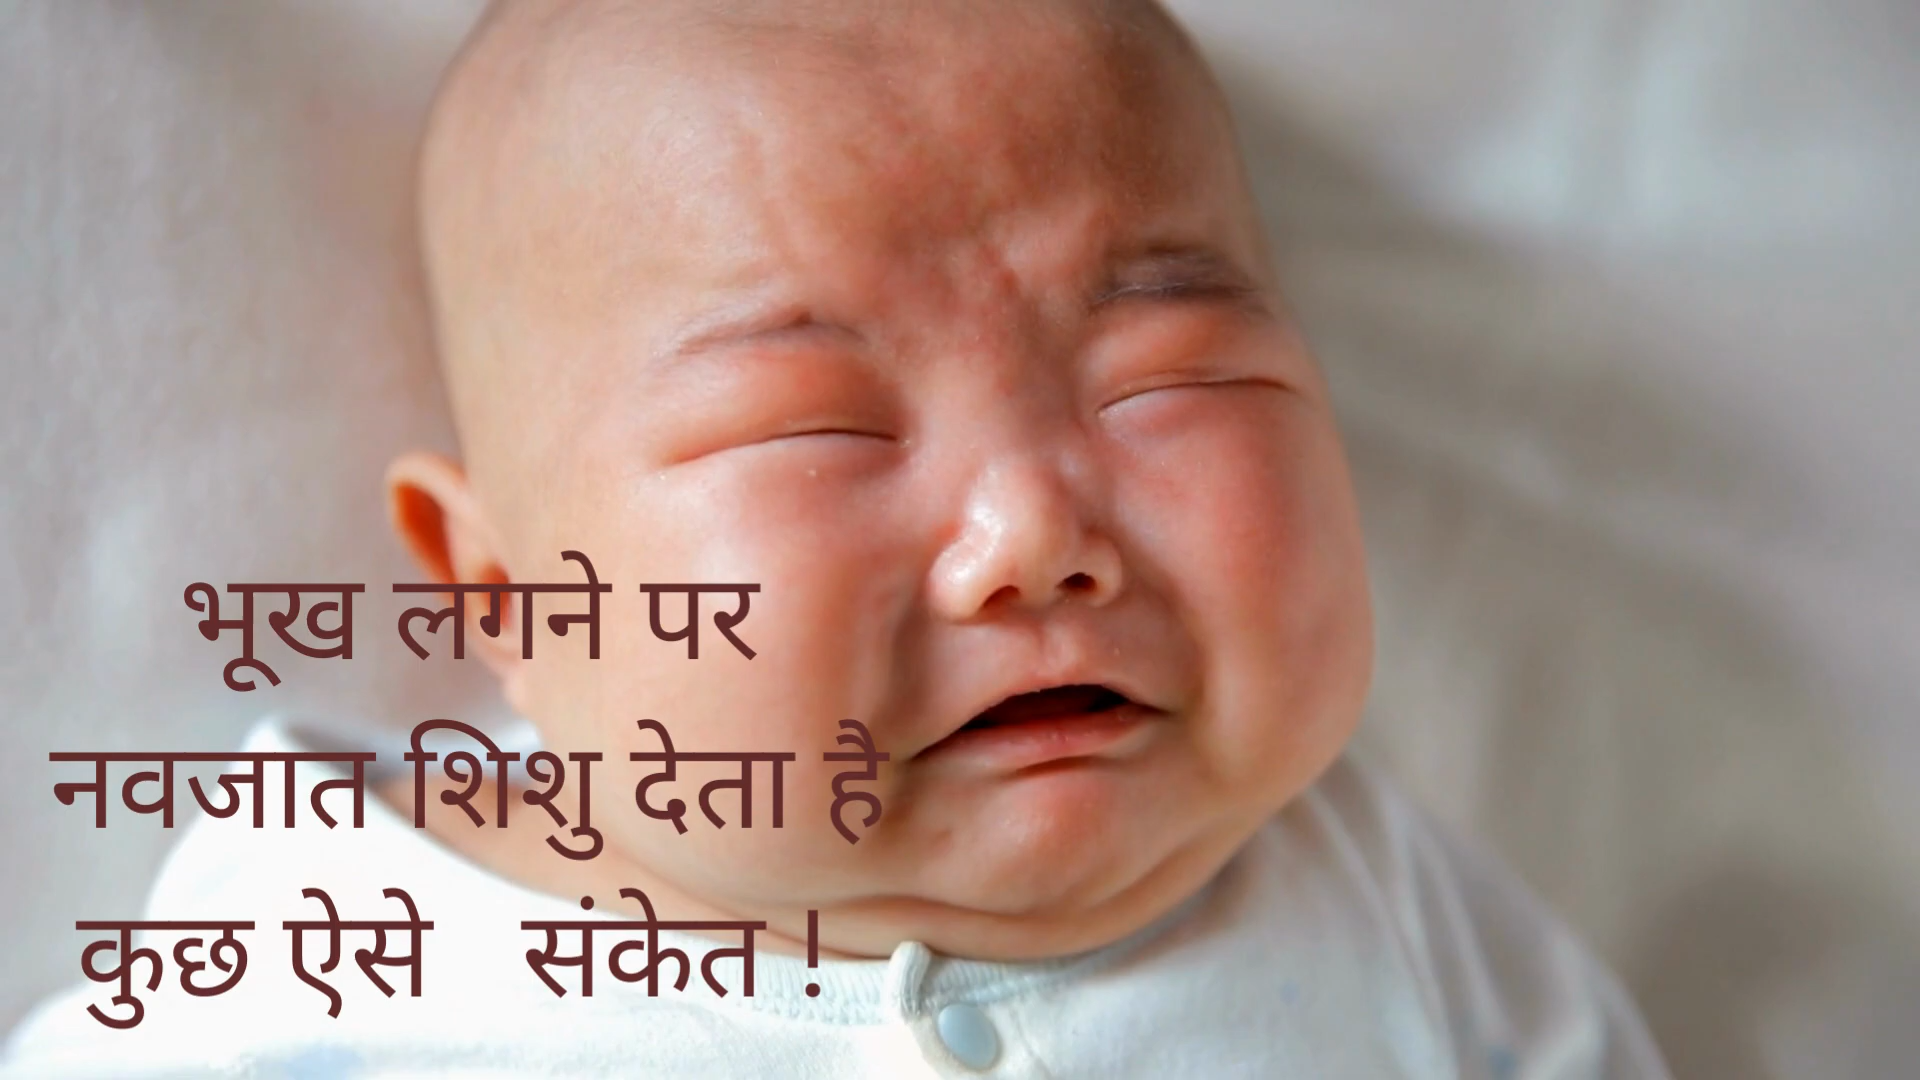 भूख लगने पर
नवजात शिशु देता है
कुछ ऐसे संकेत !